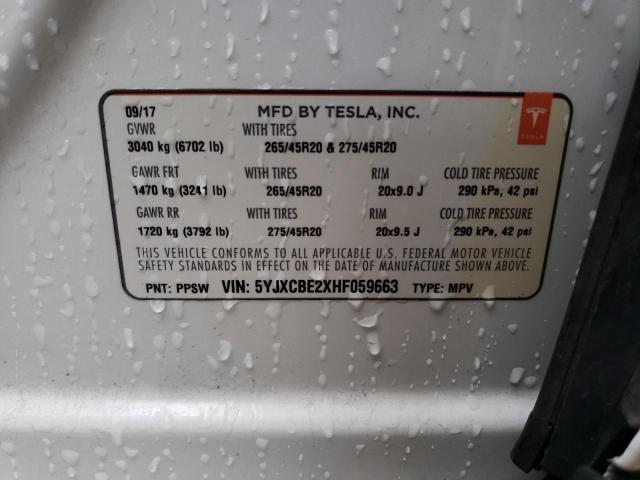 09/17 MFD BY TESLA, INC.
GVWR WITH TIRES
3040 kg (6702 lb) 265/45R20 & 275/45R20
GAWR FRT WITH TIRES RIM COLD TIRE PRESSURE
1470 kg (3241 lb) 265/45R20 20x9.0 J 290 kPa, 42 psi
GAWR RR WITH TIRES RIM COLD TIRE PRESSURE
1720 kg (3792 lb) 275/45R20 20x9.5 J 290 kPa, 42 psi
THIS VEHICLE CONFORMS TO ALL APPLICABLE U.S. FEDERAL MOTOR VEHICLE
SAFETY STANDARDS IN EFFECT ON THE DATE OF MANUFACTURE SHOWN ABOVE.
PNT: PPSW VIN: 5YJXCBE2XHF059663 TYPE: MPV
TESLA